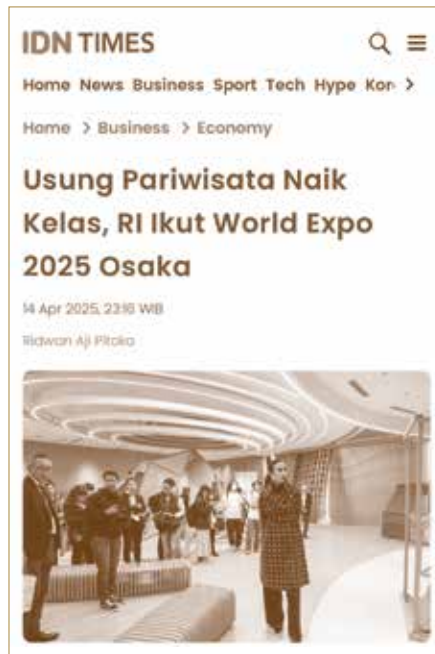 IDN TIMES
Home News Business Sport Tech Hype Kor
Home > Business > Economy
Usung Pariwisata Naik
Kelas, RI Ikut World Expo
2025 Osaka
14 Apr 2025, 23:16 WIB
Ridwan Aji Pitoko